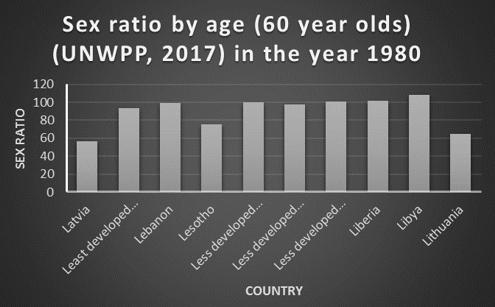 Sex ratio by age (60 year olds)
(UNWPP, 2017) in the year 1980
SEX RATIO
120
100
80
60
40
20
0
Latvia
Least developed...
Lebanon
Lesotho
Less developed...
Less developed...
Less developed...
Liberia
Libya
Lithuania
COUNTRY